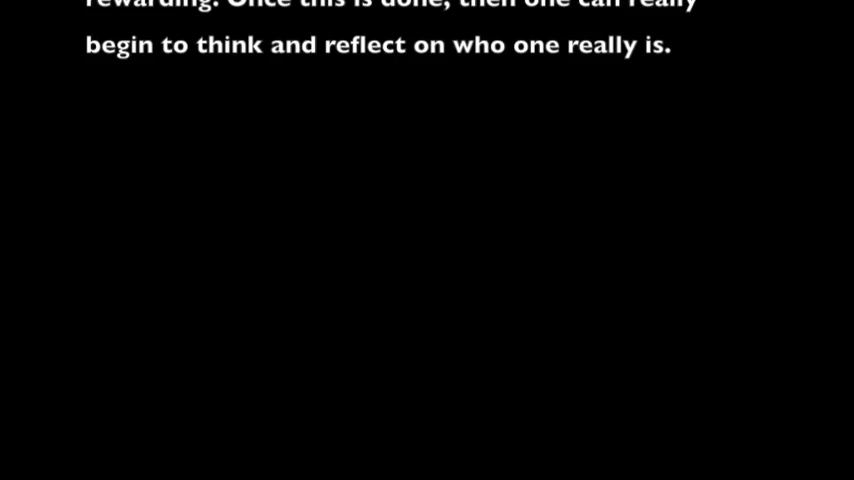 rewarding. Once this is done, then one can really
begin to think and reflect on who one really is.